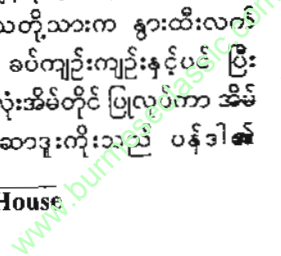 သတို့သားက နွားထီးလက်
ခပ်ကျဉ်းကျဉ်းနှင့်ပင် ပြီး
လုံးအိမ်တိုင် ပြုလုပ်ကာ အိမ်
ဆာဒူးကိုးသည် ပန်ဒါ၏
House
www.burmeseclassic.com